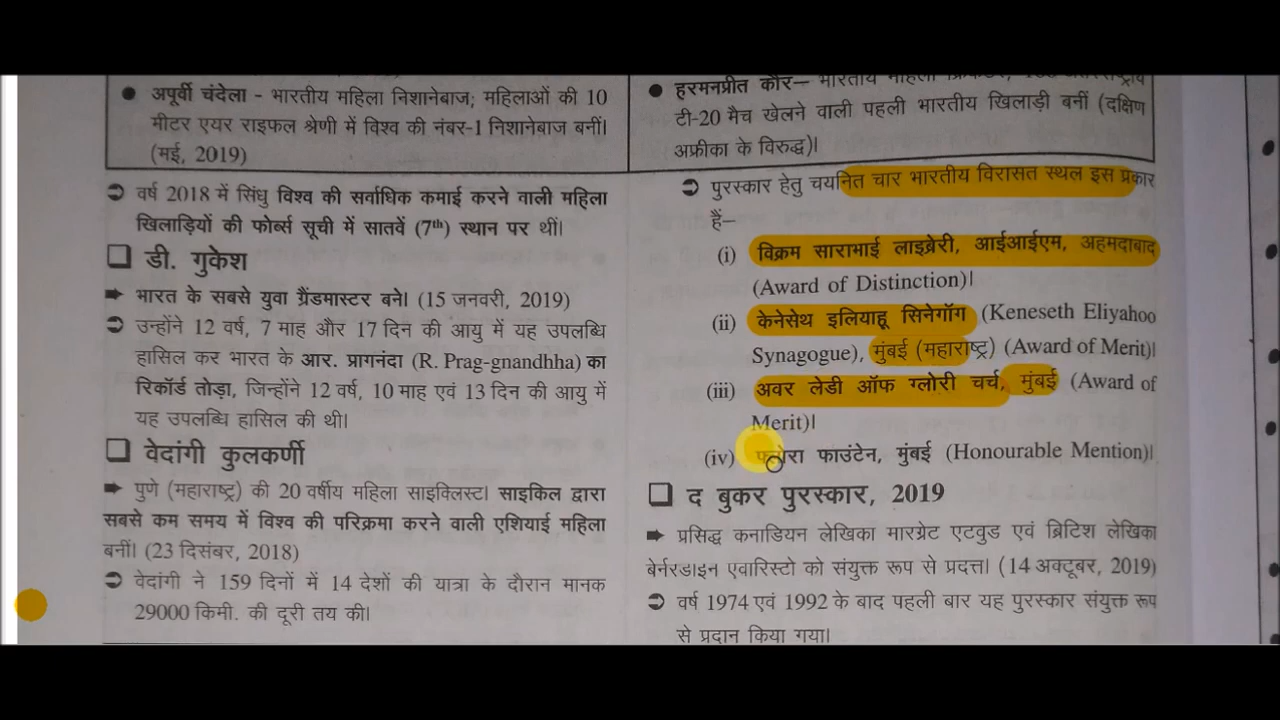 ● अपूर्वी चंदेला - भारतीय महिला निशानेबाज; महिलाओं की 10
मीटर एयर राइफल श्रेणी में विश्व की नंबर-1 निशानेबाज बनीं।
(मई, 2019)
➲ वर्ष 2018 में सिंधु विश्व की सर्वाधिक कमाई करने वाली महिला
खिलाड़ियों की फोर्ब्स सूची में सातवें (7th) स्थान पर थीं।
❑ डी. गुकेश
➡ भारत के सबसे युवा ग्रैंडमास्टर बने। (15 जनवरी, 2019)
➲ उन्होंने 12 वर्ष, 7 माह और 17 दिन की आयु में यह उपलब्धि
हासिल कर भारत के आर. प्रागनंदा (R. Prag-gnandhha) का
रिकॉर्ड तोड़ा, जिन्होंने 12 वर्ष, 10 माह एवं 13 दिन की आयु में
यह उपलब्धि हासिल की थी।
❑ वेदांगी कुलकर्णी
➡ पुणे (महाराष्ट्र) की 20 वर्षीय महिला साइक्लिस्ट। साइकिल द्वारा
सबसे कम समय में विश्व की परिक्रमा करने वाली एशियाई महिला
बनीं। (23 दिसंबर, 2018)
➲ वेदांगी ने 159 दिनों में 14 देशों की यात्रा के दौरान मानक
29000 किमी. की दूरी तय की।
● हरमनप्रीत कौर— भारतीय महिला
टी-20 मैच खेलने वाली पहली भारतीय खिलाड़ी बनीं (दक्षिण
अफ्रीका के विरुद्ध)।
➲ पुरस्कार हेतु चयनित चार भारतीय विरासत स्थल इस प्रकार
हैं—
(i) विक्रम साराभाई लाइब्रेरी, आईआईएम, अहमदाबाद
(Award of Distinction)।
(ii) केनेसेथ इलियाहू सिनेगॉग (Keneseth Eliyahoo
Synagogue), मुंबई (महाराष्ट्र) (Award of Merit)।
(iii) अवर लेडी ऑफ ग्लोरी चर्च, मुंबई (Award of
Merit)।
(iv) फ्लोरा फाउंटेन, मुंबई (Honourable Mention)।
❑ द बुकर पुरस्कार, 2019
➡ प्रसिद्ध कनाडियन लेखिका मारग्रेट एटवुड एवं ब्रिटिश लेखिका
बेर्नरडाइन एवारिस्टो को संयुक्त रूप से प्रदत्त। (14 अक्टूबर, 2019)
➲ वर्ष 1974 एवं 1992 के बाद पहली बार यह पुरस्कार संयुक्त रूप
से प्रदान किया गया।